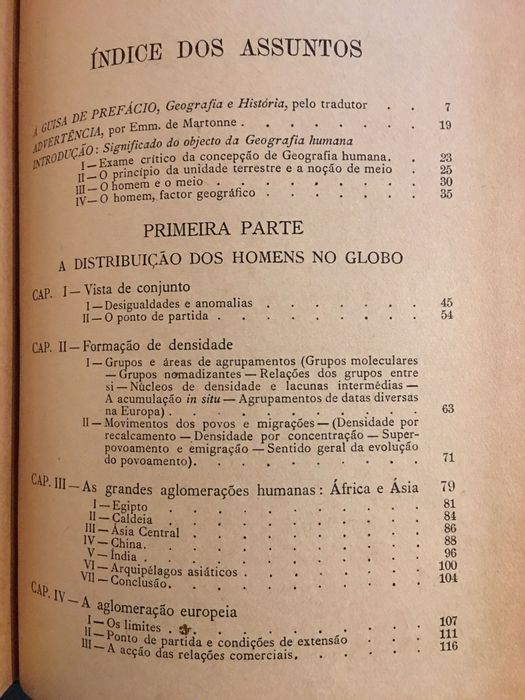 ÍNDICE DOS ASSUNTOS
À GUISA DE PREFÁCIO, Geografia e História, pelo tradutor . . 7
ADVERTÊNCIA, por Emm. de Martonne . . . . . . . 19
INTRODUÇÃO: Significado do objecto da Geografia humana
I — Exame crítico da concepção de Geografia humana. . . 23
II — O princípio da unidade terrestre e a noção de meio . 25
III — O homem e o meio . . . . . . . . 30
IV — O homem, factor geográfico . . . . . . 35
PRIMEIRA PARTE
A DISTRIBUIÇÃO DOS HOMENS NO GLOBO
CAP. I — Vista de conjunto
I — Desigualdades e anomalias . . . . . . 45
II — O ponto de partida . . . . . . . 54
CAP. II — Formação de densidade
I — Grupos e áreas de agrupamentos (Grupos moleculares
— Grupos nomadizantes — Relações dos grupos entre
si — Núcleos de densidade e lacunas intermédias —
A acumulação in situ — Agrupamentos de datas diversas
na Europa) . . . . . . . . . 63
II — Movimentos dos povos e migrações — (Densidade por
recalcamento — Densidade por concentração — Super-
povoamento e emigração — Sentido geral da evolução
do povoamento). . . . . . . . . 71
CAP. III — As grandes aglomerações humanas: África e Ásia 79
I — Egipto . . . . . . . . . 81
II — Caldeia . . . . . . . . . 84
III — Ásia Central . . . . . . . . 86
IV — China. . . . . . . . . . 88
V — Índia . . . . . . . . . . 96
VI — Arquipélagos asiáticos . . . . . . . 100
VII — Conclusão. . . . . . . . . 104
CAP. IV — A aglomeração europeia
I — Os limites . . . . . . . . . 107
II — Ponto de partida e condições de extensão . . . 111
III — A acção das relações comerciais. . . . . 116